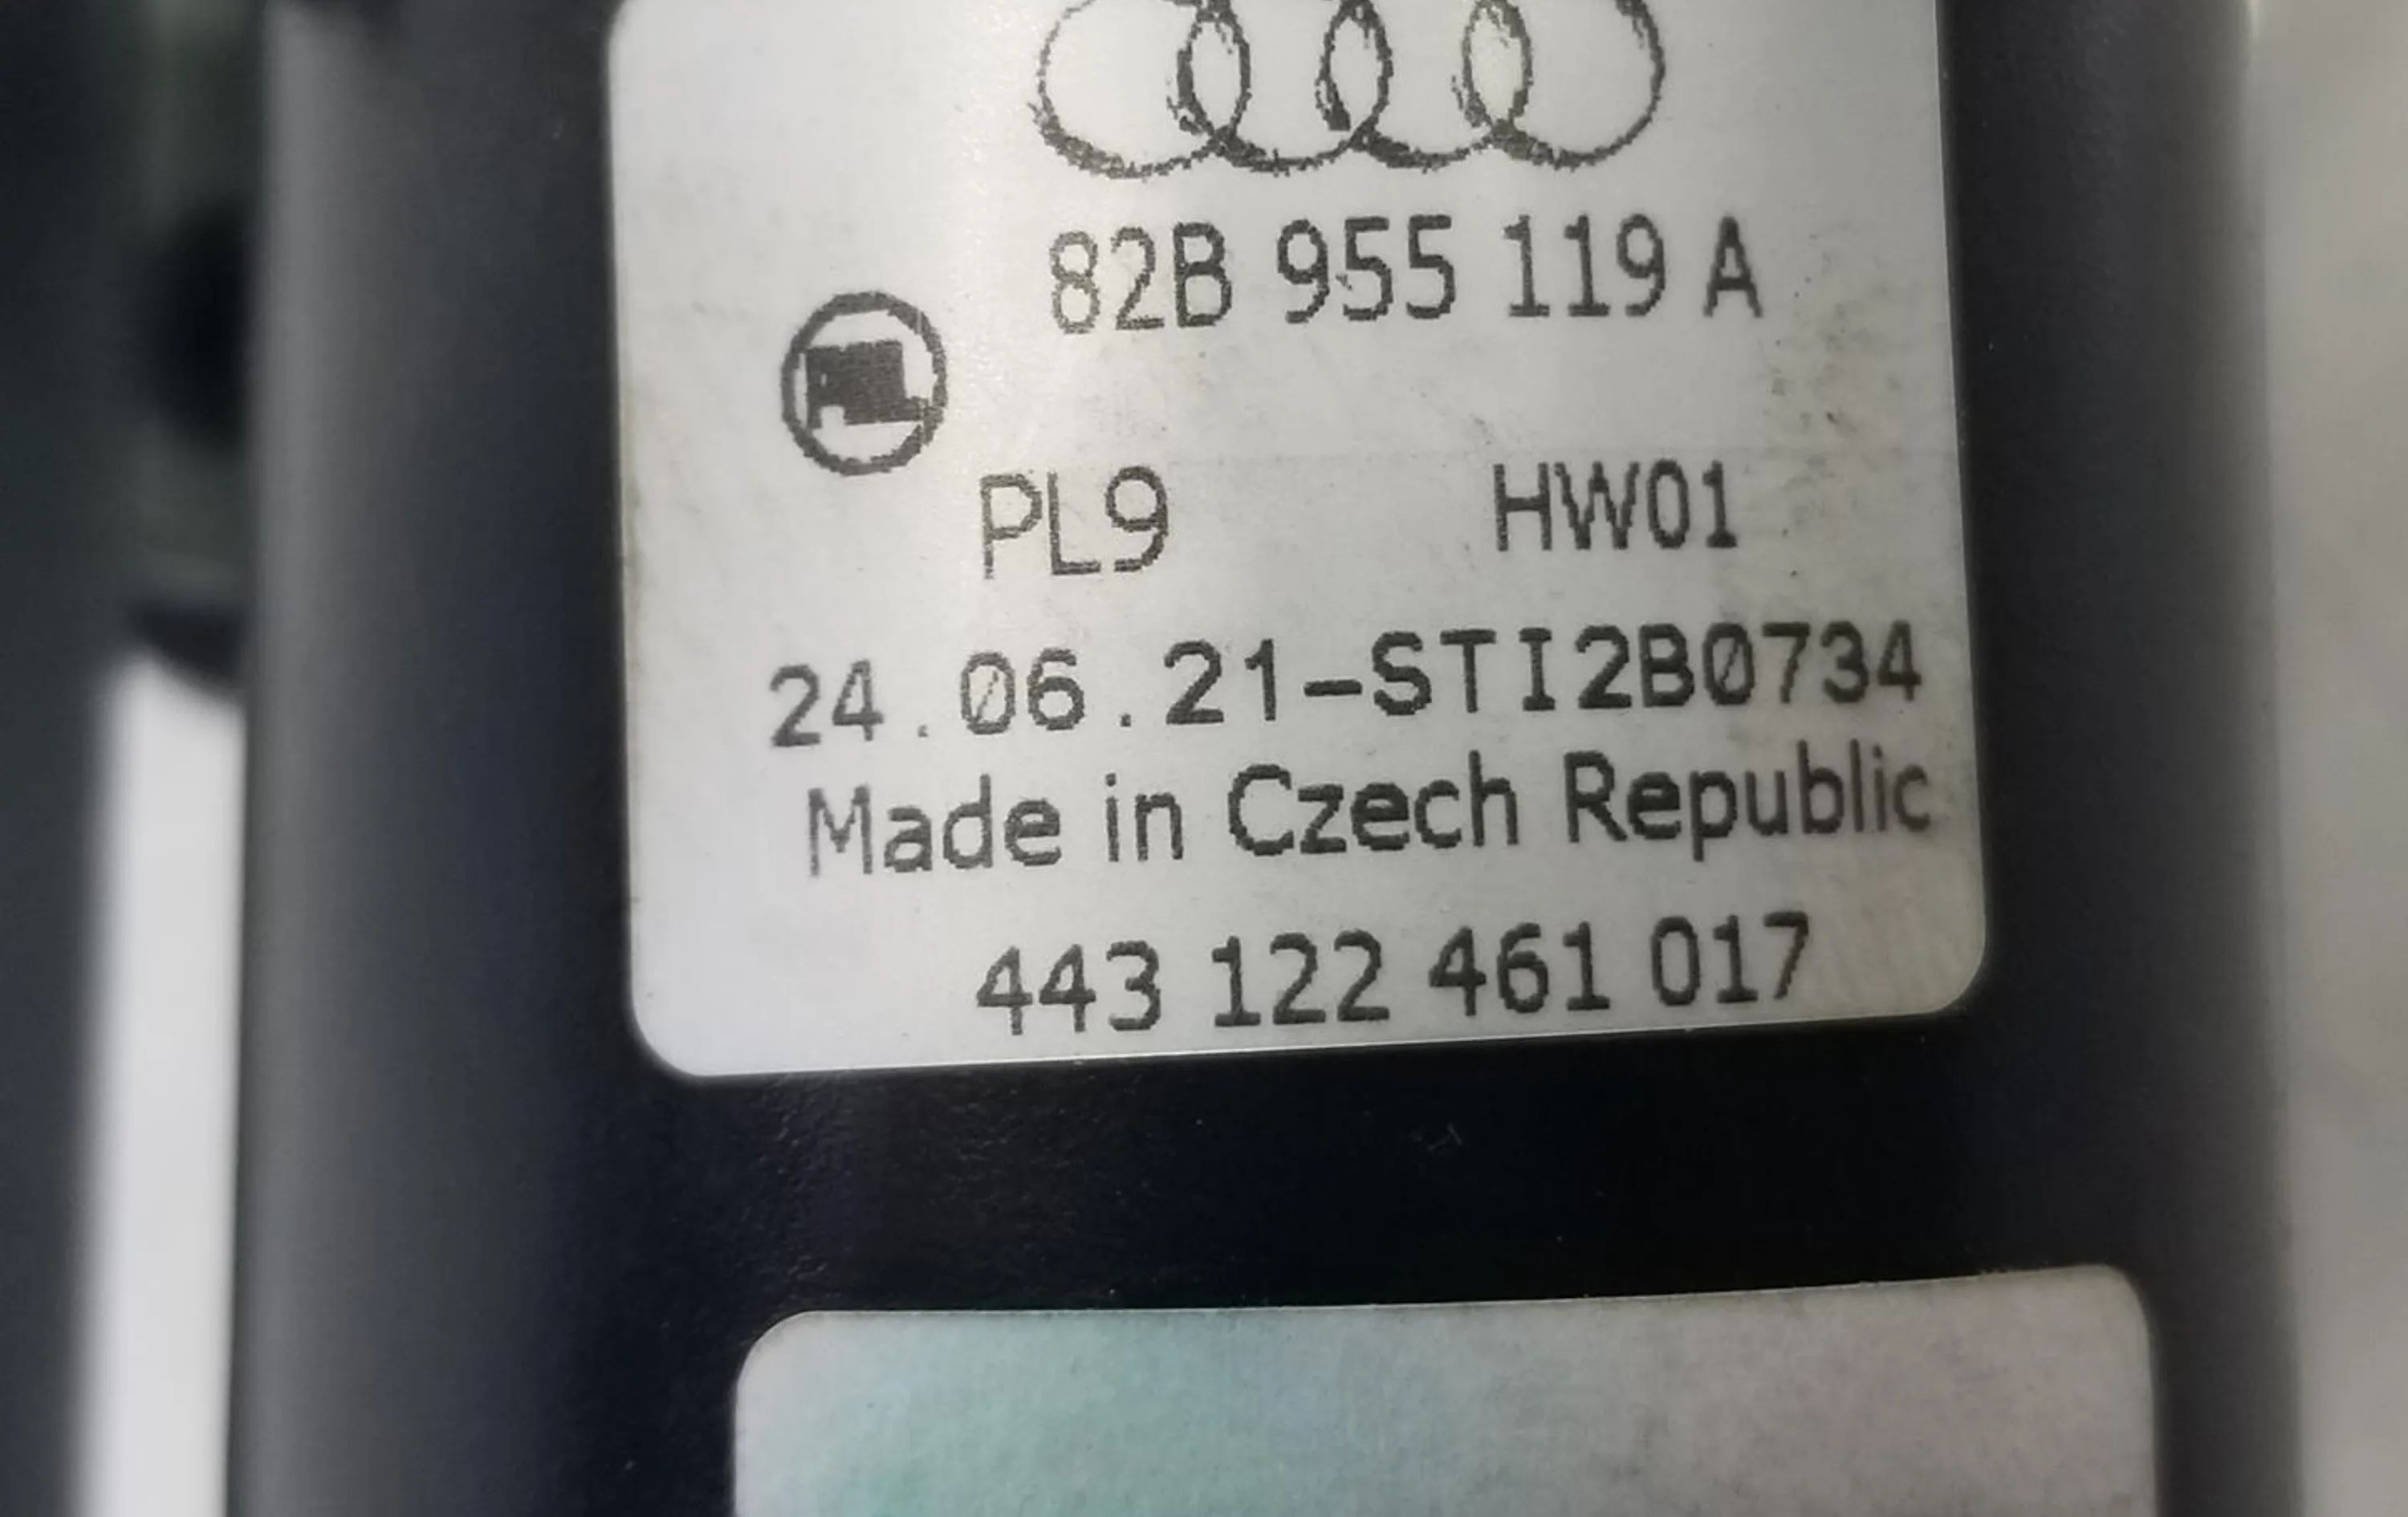 82B 955 119 A
PL9 HW01
24.06.21-STI2B0734
Made in Czech Republic
443 122 461 017